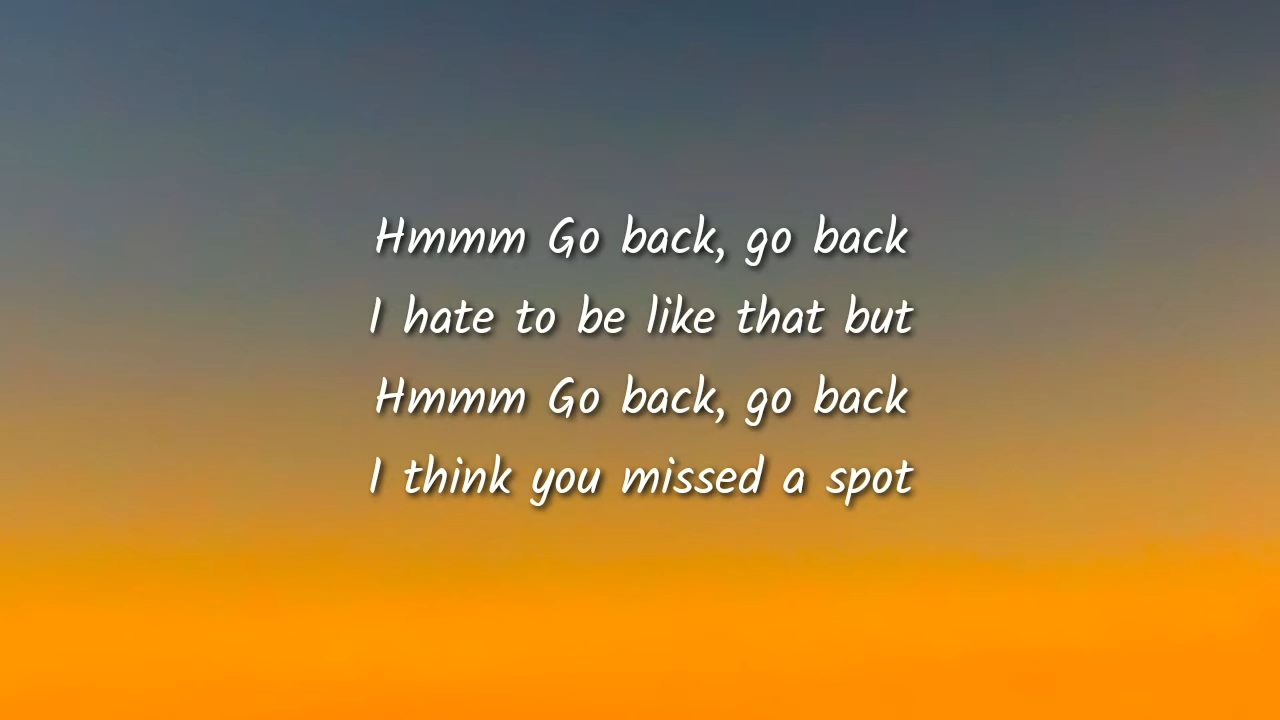 Hmmm Go back, go back
I hate to be like that but
Hmmm Go back, go back
I think you missed a spot